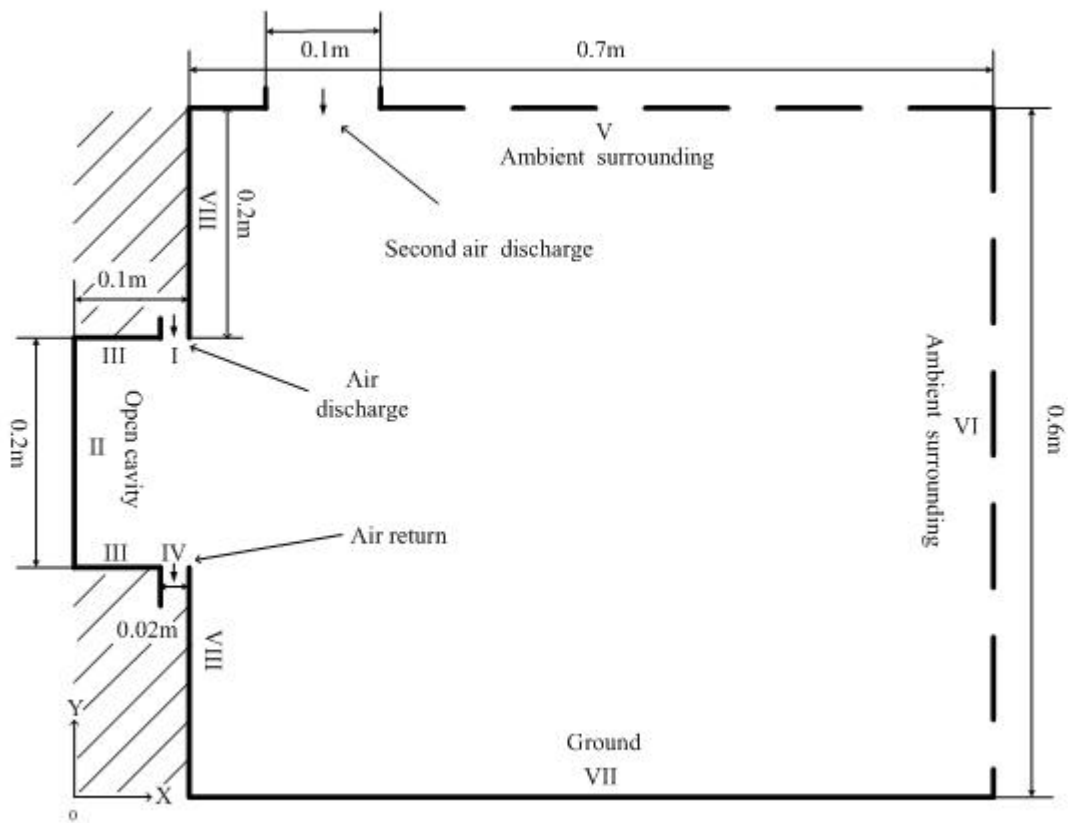 0.1m
0.7m
V
Ambient surrounding
VIII
0.2m
Second air discharge
0.1m
III
I
Air
discharge
0.2m
II
Open cavity
Ambient surrounding
VI
0.6m
III
IV
Air return
0.02m
VIII
Y
X
0
Ground
VII